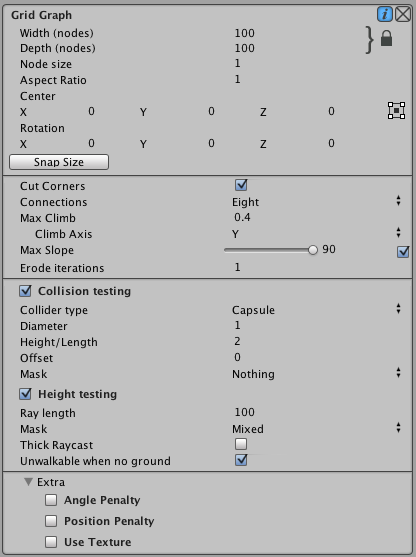 Grid Graph
Width (nodes) 100
Depth (nodes) 100
Node size 1
Aspect Ratio 1
Center
X 0 Y 0 Z 0
Rotation
X 0 Y 0 Z 0
Snap Size
Cut Corners
Connections Eight
Max Climb 0.4
Climb Axis Y
Max Slope 90
Erode iterations 1
Collision testing
Collider type Capsule
Diameter 1
Height/Length 2
Offset 0
Mask Nothing
Height testing
Ray length 100
Mask Mixed
Thick Raycast
Unwalkable when no ground
Extra
Angle Penalty
Position Penalty
Use Texture